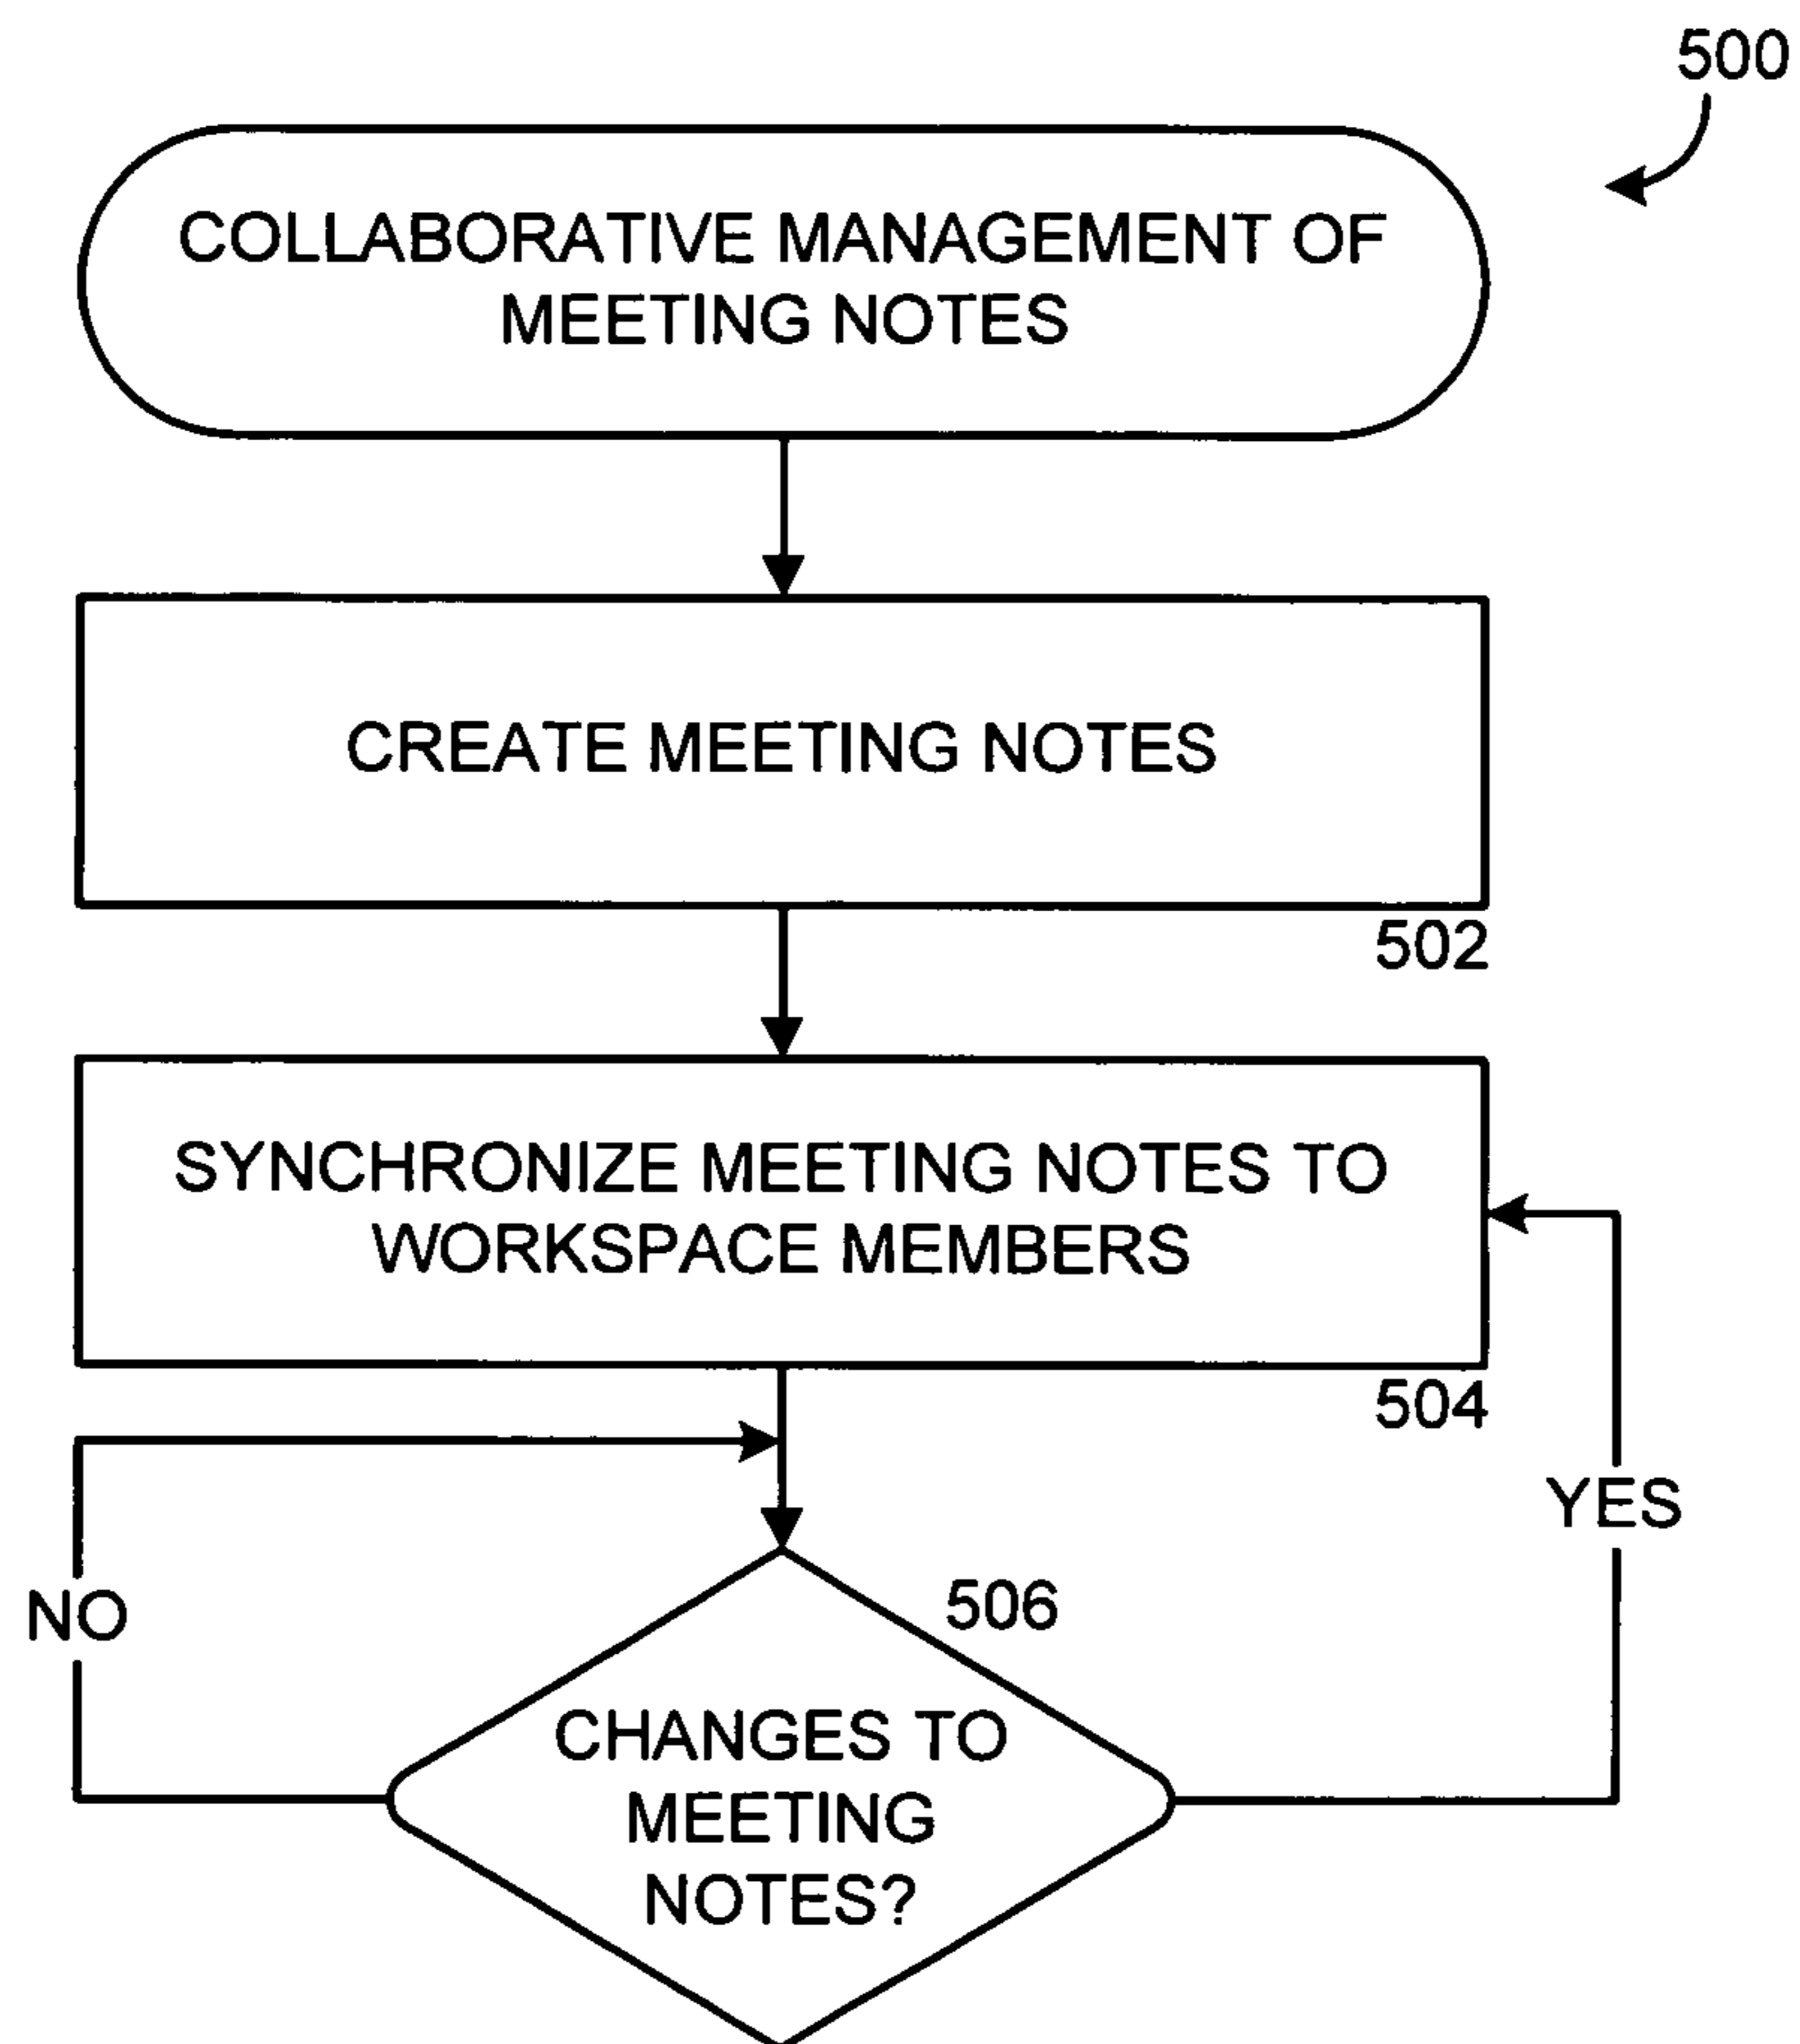 500
COLLABORATIVE MANAGEMENT OF
MEETING NOTES
CREATE MEETING NOTES
502
SYNCHRONIZE MEETING NOTES TO
WORKSPACE MEMBERS
504
YES
NO
506
CHANGES TO
MEETING
NOTES?